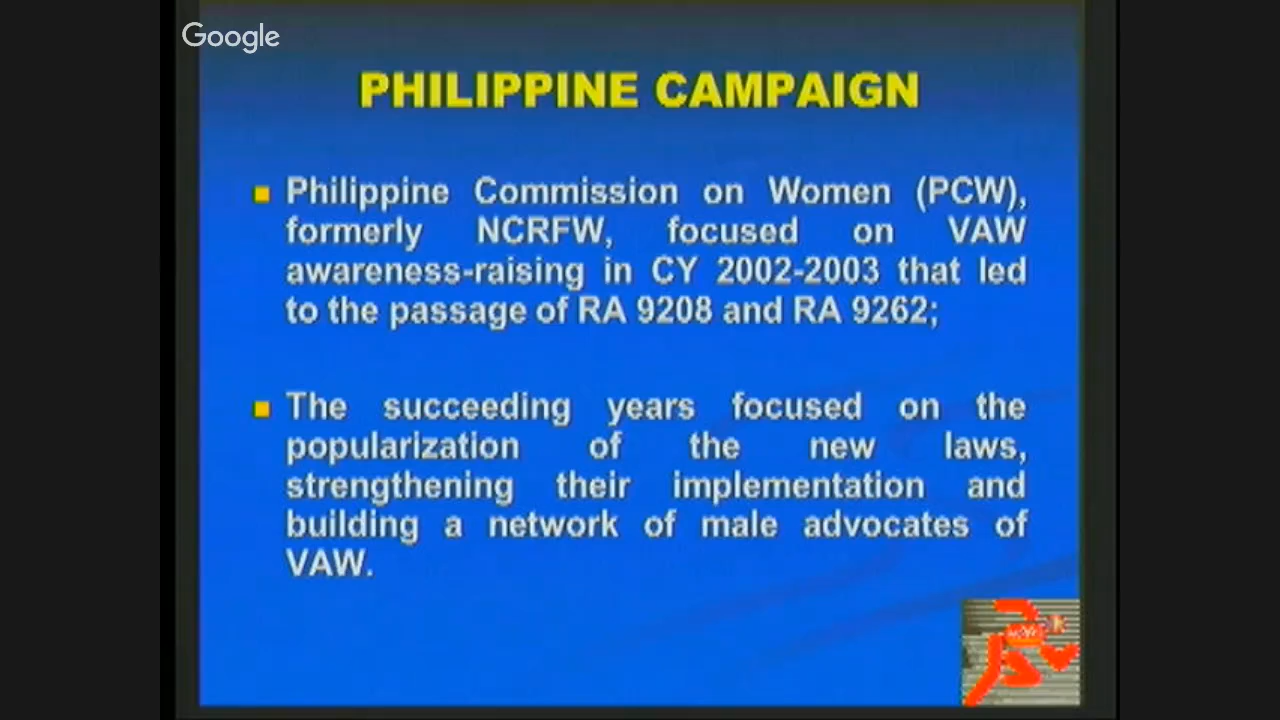 Google
PHILIPPINE CAMPAIGN
Philippine Commission on Women (PCW),
formerly NCRFW, focused on VAW
awareness-raising in CY 2002-2003 that led
to the passage of RA 9208 and RA 9262;
The succeeding years focused on the
popularization of the new laws,
strengthening their implementation and
building a network of male advocates of
VAW.